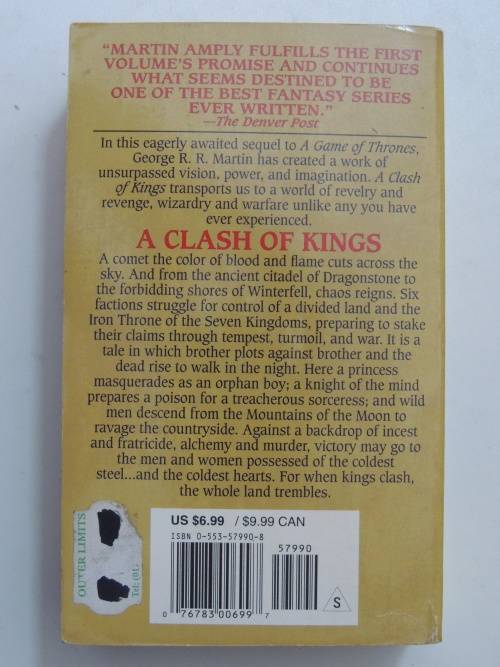 “MARTIN AMPLY FULFILLS THE FIRST
VOLUME’S PROMISE AND CONTINUES
WHAT SEEMS DESTINED TO BE
ONE OF THE BEST FANTASY SERIES
EVER WRITTEN.”
—The Denver Post
In this eagerly awaited sequel to A Game of Thrones,
George R. R. Martin has created a work of
unsurpassed vision, power, and imagination. A Clash
of Kings transports us to a world of revelry and
revenge, wizardry and warfare unlike any you have
ever experienced.
A CLASH OF KINGS
A comet the color of blood and flame cuts across the
sky. And from the ancient citadel of Dragonstone to
the forbidding shores of Winterfell, chaos reigns. Six
factions struggle for control of a divided land and the
Iron Throne of the Seven Kingdoms, preparing to stake
their claims through tempest, turmoil, and war. It is a
tale in which brother plots against brother and the
dead rise to walk in the night. Here a princess
masquerades as an orphan boy; a knight of the mind
prepares a poison for a treacherous sorceress; and wild
men descend from the Mountains of the Moon to
ravage the countryside. Against a backdrop of incest
and fratricide, alchemy and murder, victory may go to
the men and women possessed of the coldest
steel...and the coldest hearts. For when kings clash,
the whole land trembles.
US $6.99 / $9.99 CAN
ISBN 0-553-57990-8
57990
0 76783 00699 7
S
OUTER LIMITS
Tel: (01